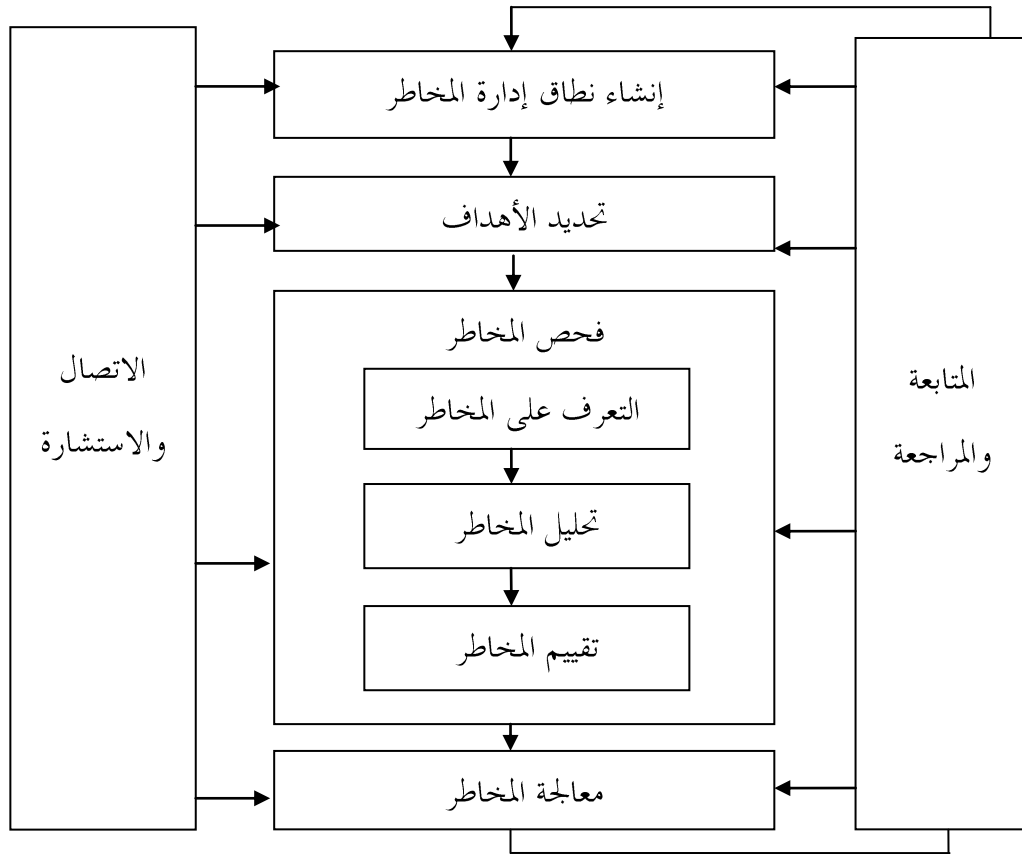 إنشاء نطاق إدارة المخاطر
تحديد الأهداف
فحص المخاطر
التعرف على المخاطر
تحليل المخاطر
تقييم المخاطر
معالجة المخاطر
المتابعة
والمراجعة
الاتصال
والاستشارة